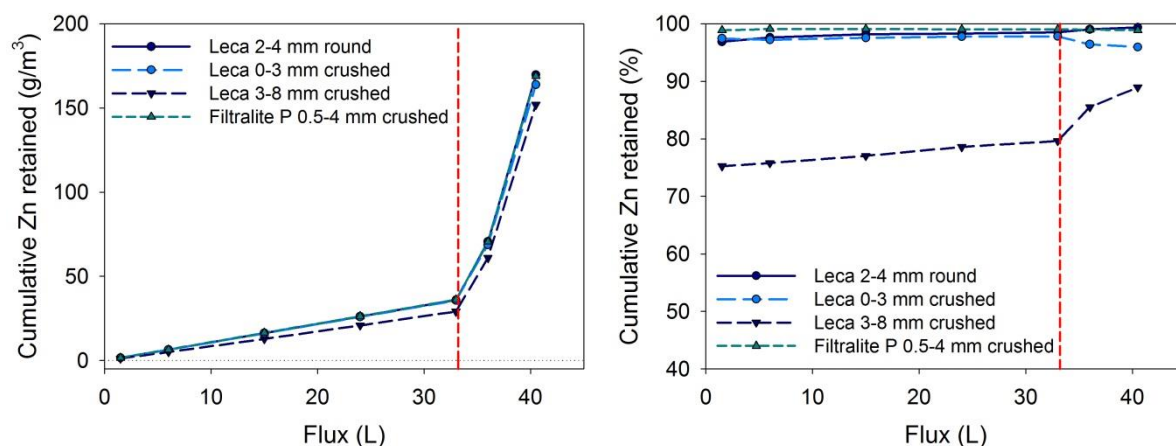 Cumulative Zn retained (g/m³)
200
150
100
50
0
Leca 2-4 mm round
Leca 0-3 mm crushed
Leca 3-8 mm crushed
Filtralite P 0.5-4 mm crushed
0 10 20 30 40
Flux (L)
Cumulative Zn retained (%)
100
90
80
70
60
50
40
Leca 2-4 mm round
Leca 0-3 mm crushed
Leca 3-8 mm crushed
Filtralite P 0.5-4 mm crushed
0 10 20 30 40
Flux (L)